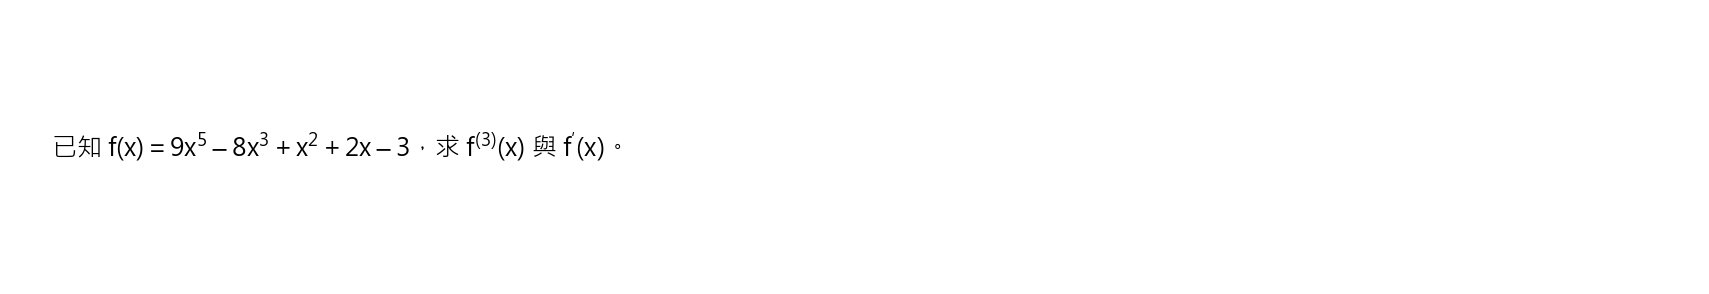 已知 f(x) = 9x⁵ – 8x³ + x² + 2x – 3，求 f⁽³⁾(x) 與 f′(x)。